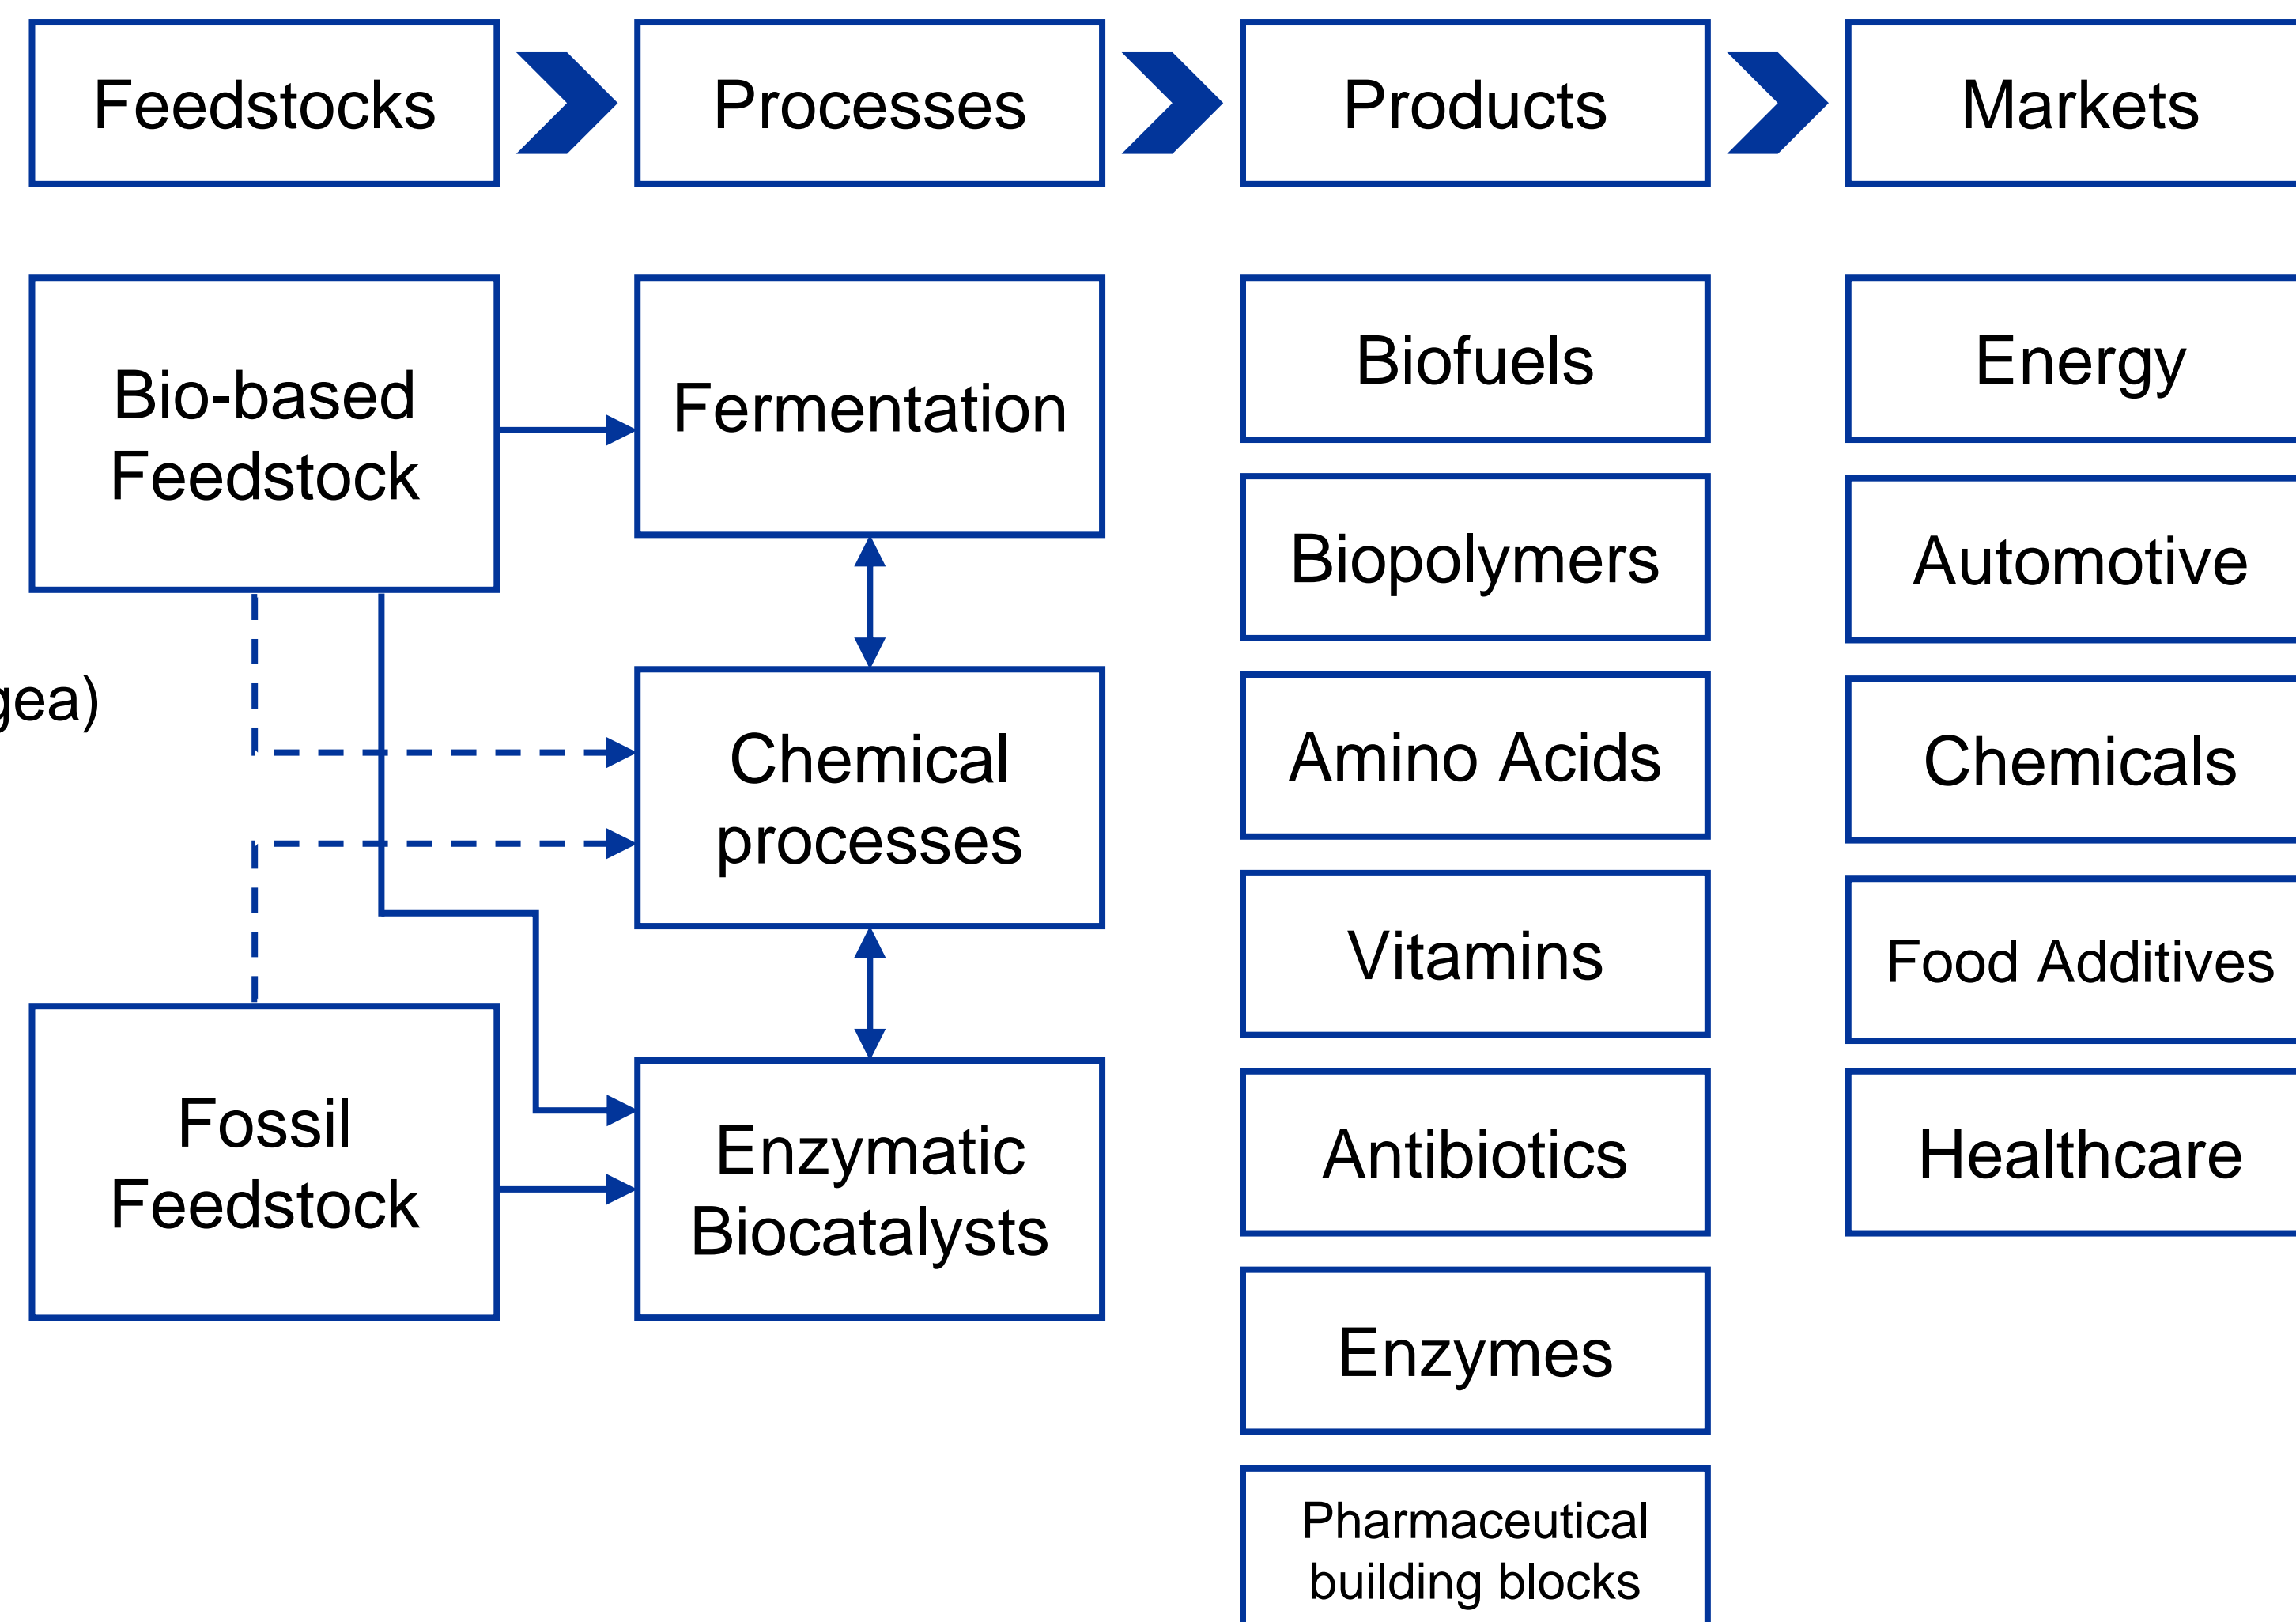 Feedstocks
Processes
Products
Markets
Bio-based
Feedstock
Fossil
Feedstock
Fermentation
Chemical
processes
Enzymatic
Biocatalysts
Biofuels
Biopolymers
Amino Acids
Vitamins
Antibiotics
Enzymes
Pharmaceutical
building blocks
Energy
Automotive
Chemicals
Food Additives
Healthcare